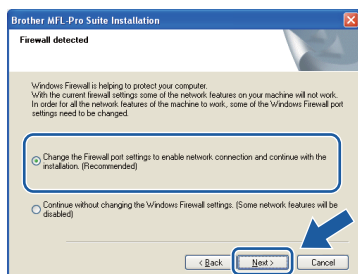 Brother MFL-Pro Suite Installation
Firewall detected
Windows Firewall is helping to protect your computer.
With the current firewall settings some of the network features on your machine will not work.
In order for all the network features of the machine to work, some of the Windows Firewall port
settings need to be changed.
Change the Firewall port settings to enable network connection and continue with the
installation. (Recommended)
Continue without changing the Windows Firewall settings. (Some network features will be
disabled)
< Back
Next >
Cancel